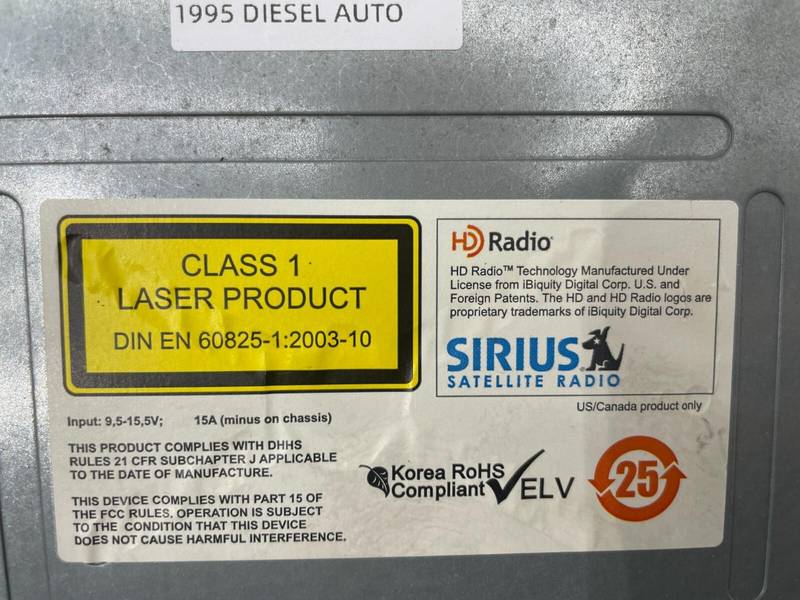 1995 DIESEL AUTO
CLASS 1
LASER PRODUCT
DIN EN 60825-1:2003-10
HD Radio
HD Radio™ Technology Manufactured Under
License from iBiquity Digital Corp. U.S. and
Foreign Patents. The HD and HD Radio logos are
proprietary trademarks of iBiquity Digital Corp.
SIRIUS
SATELLITE RADIO
US/Canada product only
Input: 9,5-15,5V; 15A (minus on chassis)
THIS PRODUCT COMPLIES WITH DHHS
RULES 21 CFR SUBCHAPTER J APPLICABLE
TO THE DATE OF MANUFACTURE.
THIS DEVICE COMPLIES WITH PART 15 OF
THE FCC RULES. OPERATION IS SUBJECT
TO THE CONDITION THAT THIS DEVICE
DOES NOT CAUSE HARMFUL INTERFERENCE.
Korea RoHS
Compliant
ELV
25